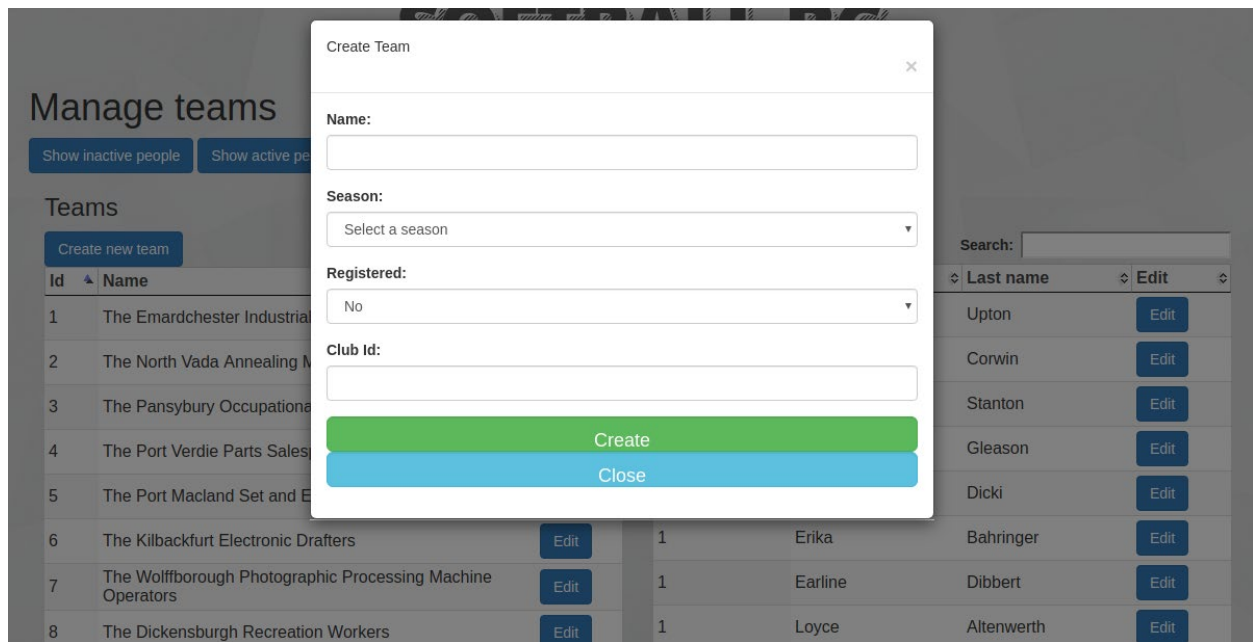 Create Team
×
Manage teams
Name:
Show inactive people
Show active pe
Season:
Teams
Select a season
Create new team
Search:
Id Name
Last name Edit
Registered:
No
1 The Emardchester Industrial
Upton Edit
Club Id:
2 The North Vada Annealing M
Corwin Edit
3 The Pansybury Occupationa
Stanton Edit
Create
4 The Port Verdie Parts Sales
Gleason Edit
Close
5 The Port Macland Set and E
Dicki Edit
6 The Kilbackfurt Electronic Drafters Edit
1 Erika Bahringer Edit
7 The Wolffborough Photographic Processing Machine
Operators Edit
1 Earline Dibbert Edit
8 The Dickensburgh Recreation Workers Edit
1 Loyce Altenwerth Edit